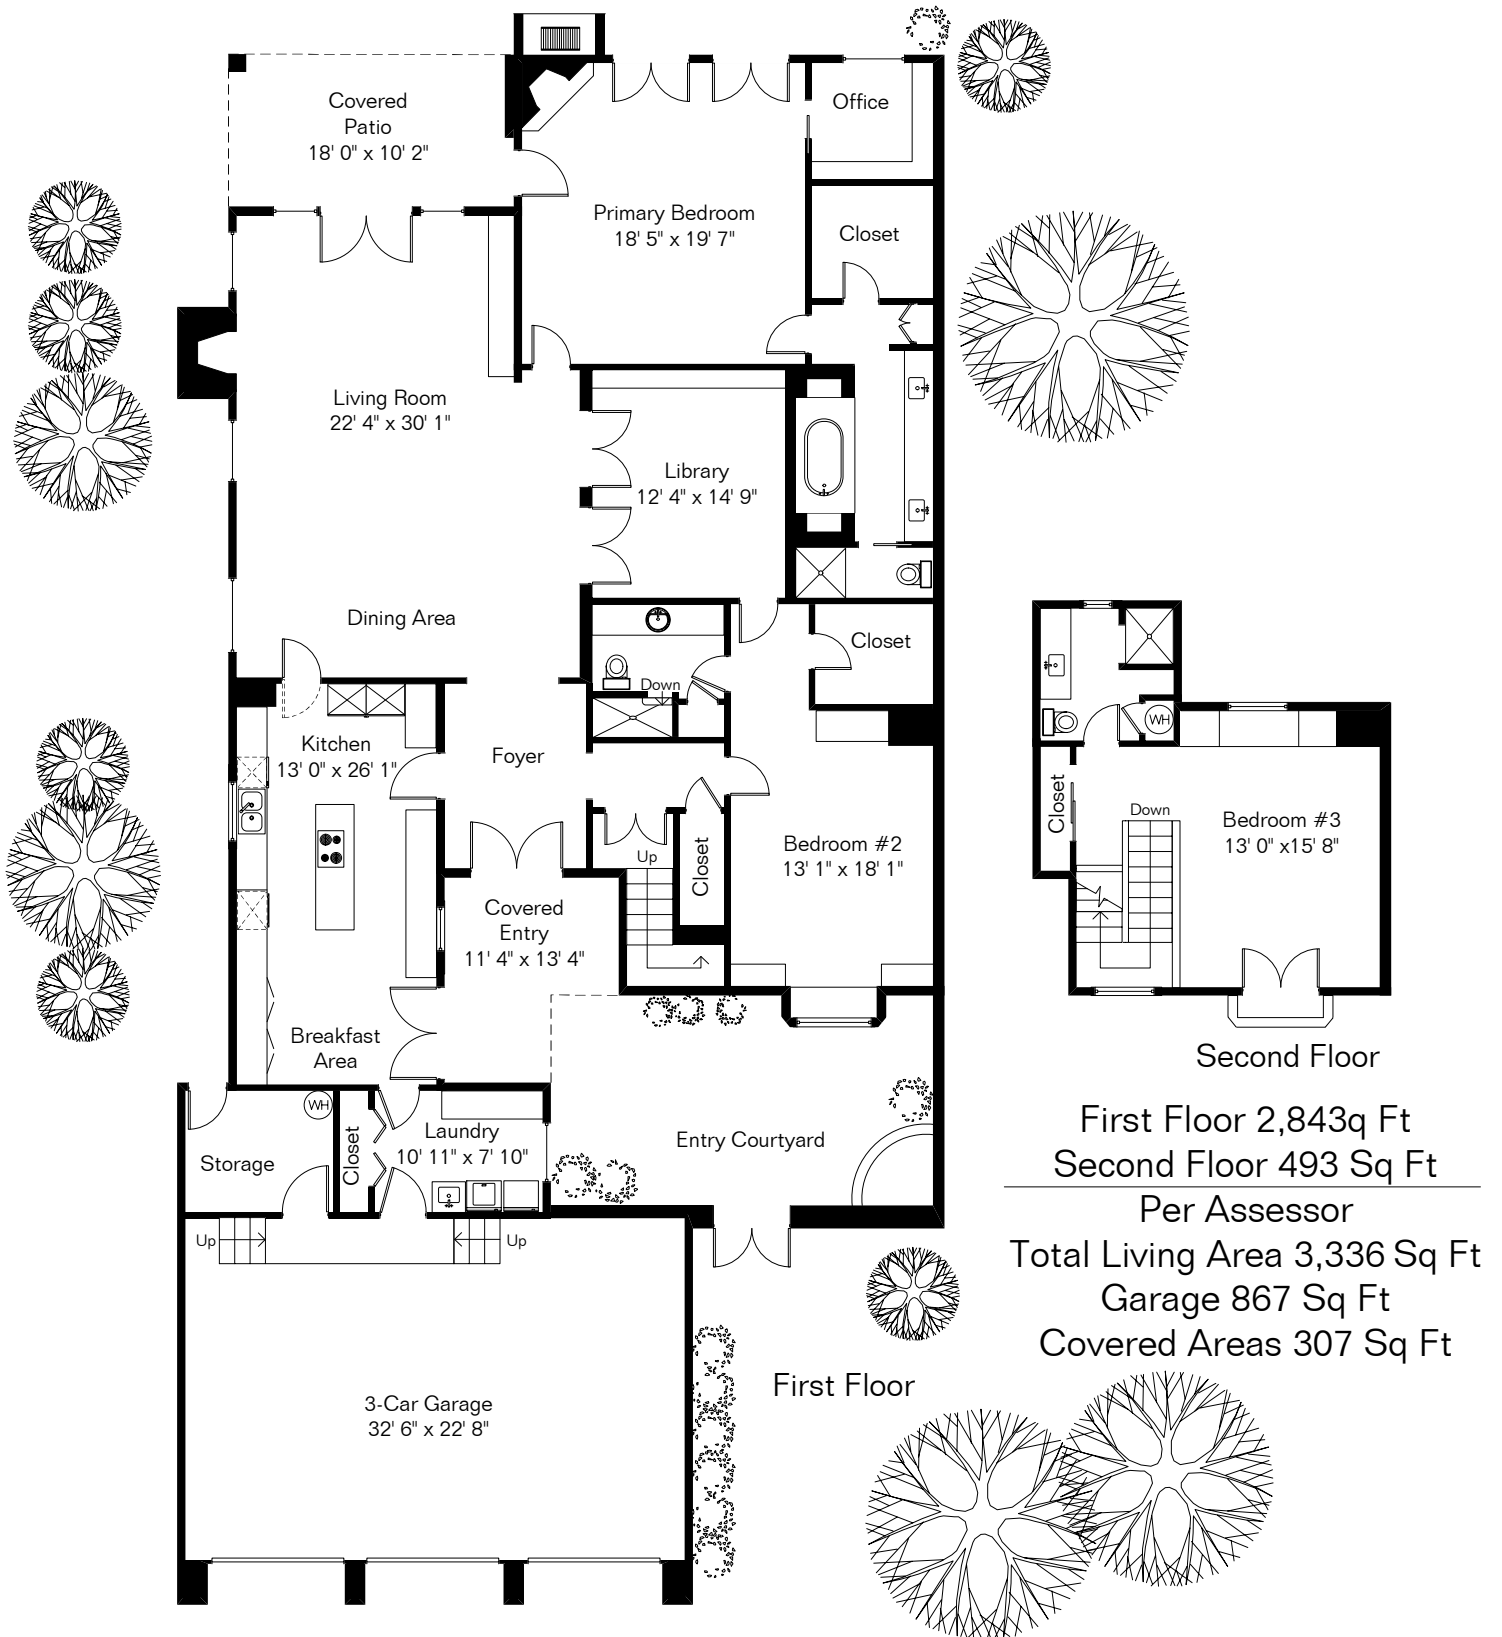 Covered
Patio
18' 0" x 10' 2"
Office
Primary Bedroom
18' 5" x 19' 7"
Closet
Living Room
22' 4" x 30' 1"
Library
12' 4" x 14' 9"
Dining Area
Closet
Down
Kitchen
13' 0" x 26' 1"
Foyer
Up
Closet
Bedroom #2
13' 1" x 18' 1"
Covered
Entry
11' 4" x 13' 4"
Breakfast
Area
WH
Closet
Laundry
10' 11" x 7' 10"
Storage
Entry Courtyard
Up
Up
3-Car Garage
32' 6" x 22' 8"
First Floor
WH
Closet
Down
Bedroom #3
13' 0" x15' 8"
Second Floor
First Floor 2,843q Ft
Second Floor 493 Sq Ft
Per Assessor
Total Living Area 3,336 Sq Ft
Garage 867 Sq Ft
Covered Areas 307 Sq Ft